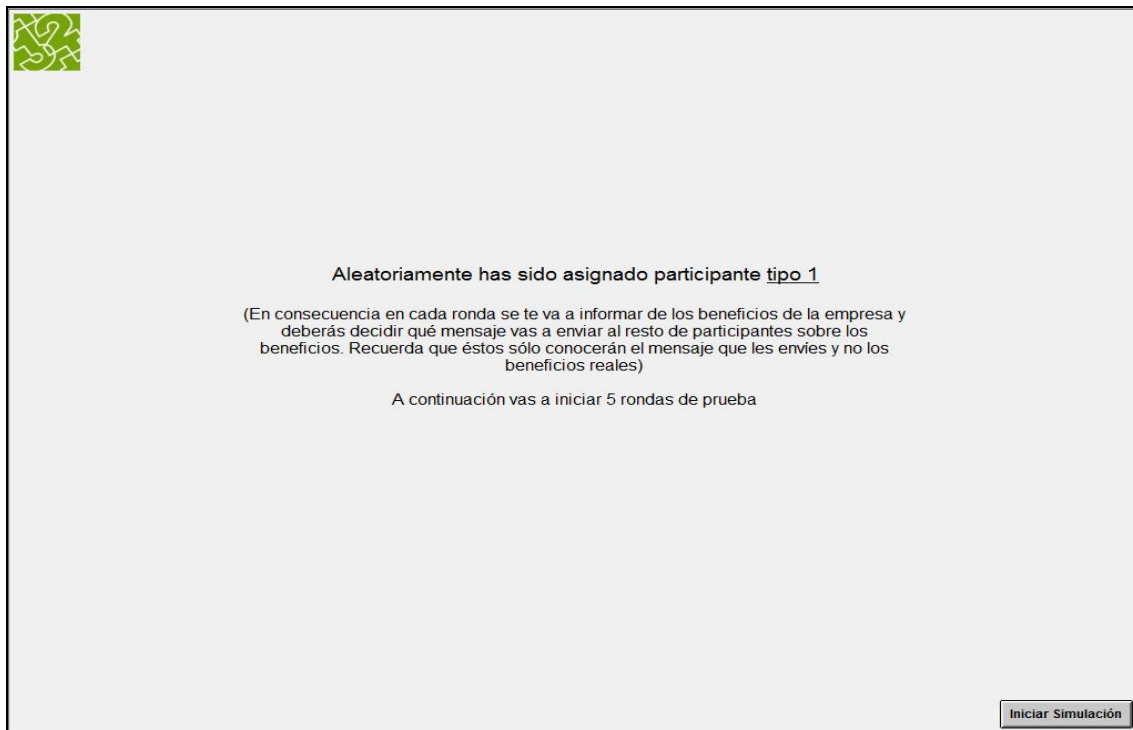 Aleatoriamente has sido asignado participante tipo 1
(En consecuencia en cada ronda se te va a informar de los beneficios de la empresa y
deberás decidir qué mensaje vas a enviar al resto de participantes sobre los
beneficios. Recuerda que éstos sólo conocerán el mensaje que les envíes y no los
beneficios reales)
A continuación vas a iniciar 5 rondas de prueba
Iniciar Simulación